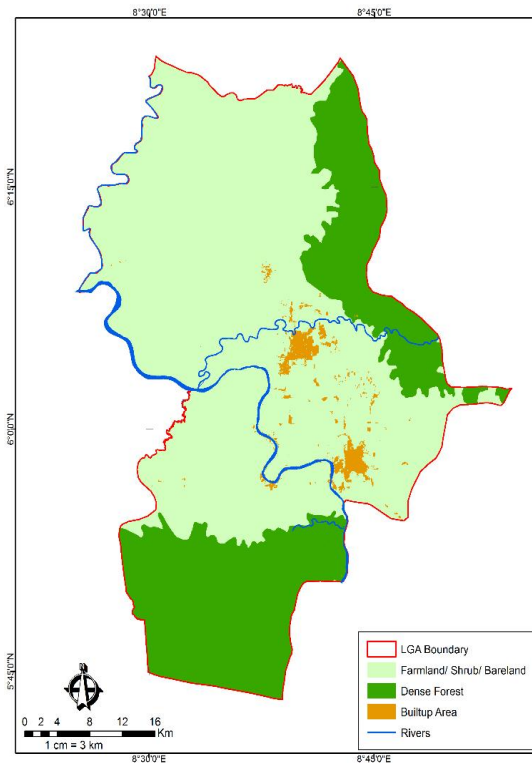 8°30'0"E 8°45'0"E
6°15'0"N
6°0'0"N
5°45'0"N
LGA Boundary
Farmland/ Shrub/ Bareland
Dense Forest
Builtup Area
Rivers
N
0 2 4 8 12 16
Km
1 cm = 3 km
8°30'0"E 8°45'0"E